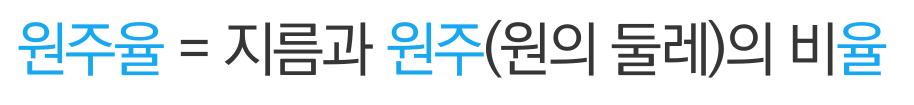 원주율 = 지름과 원주(원의 둘레)의 비율